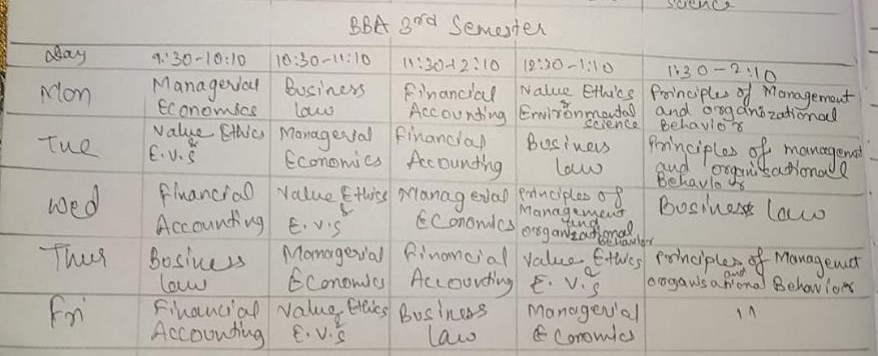 science
BBA 3rd Semester
Day 9:30-10:10 10:30-11:10 11:30-12:10 12:30-1:10 1:30-2:10
Mon Managerial Business Financial Value Ethics Principles of Management
Economics law Accounting & Environmental and organizational
science Behavior
Tue Value Ethics Managerial Financial Business Principles of management
& E.V.S Economics Accounting law and organizational
Behavior
Wed Financial Value Ethics Managerial Principles of Business law
Accounting & E.V.S Economics Management and
organizational behavior
Thur Business Managerial Financial Value Ethics Principles of Management
law Economics Accounting & E.V.S and organisational Behaviors
Fri Financial Value Ethics Business Managerial 11
Accounting & E.V.S law Economics